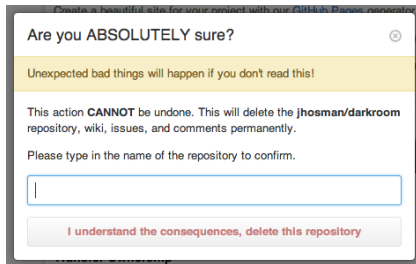 Create a beautiful site for your project with our GitHub Pages generator
Are you ABSOLUTELY sure?
Unexpected bad things will happen if you don't read this!
This action CANNOT be undone. This will delete the jhosman/darkroom
repository, wiki, issues, and comments permanently.
Please type in the name of the repository to confirm.
I understand the consequences, delete this repository
Transfer Ownership